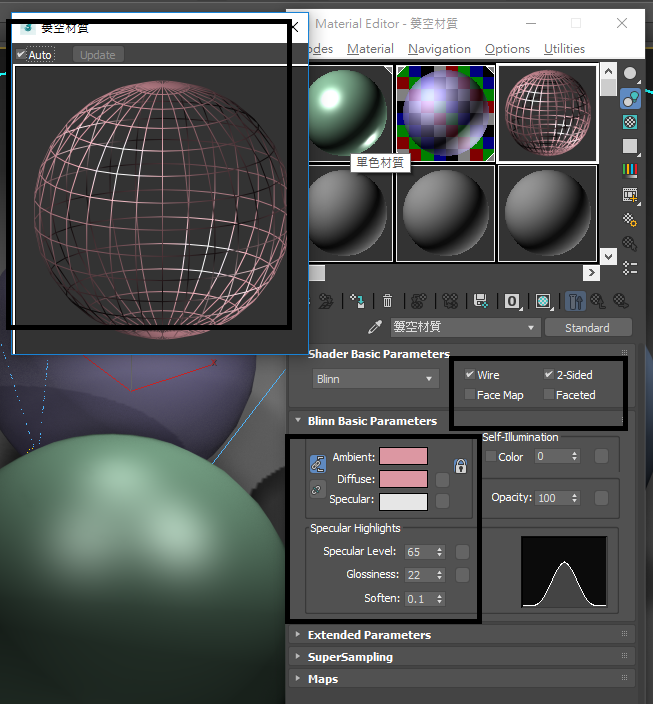 簍空材質
Auto
Update
Material Editor - 簍空材質
odes Material Navigation Options Utilities
單色材質
簍空材質
Standard
Shader Basic Parameters
Blinn
Wire
2-Sided
Face Map
Faceted
Blinn Basic Parameters
Ambient:
Diffuse:
Specular:
Self-Illumination
Color 0
Opacity: 100
Specular Highlights
Specular Level: 65
Glossiness: 22
Soften: 0.1
Extended Parameters
SuperSampling
Maps
x